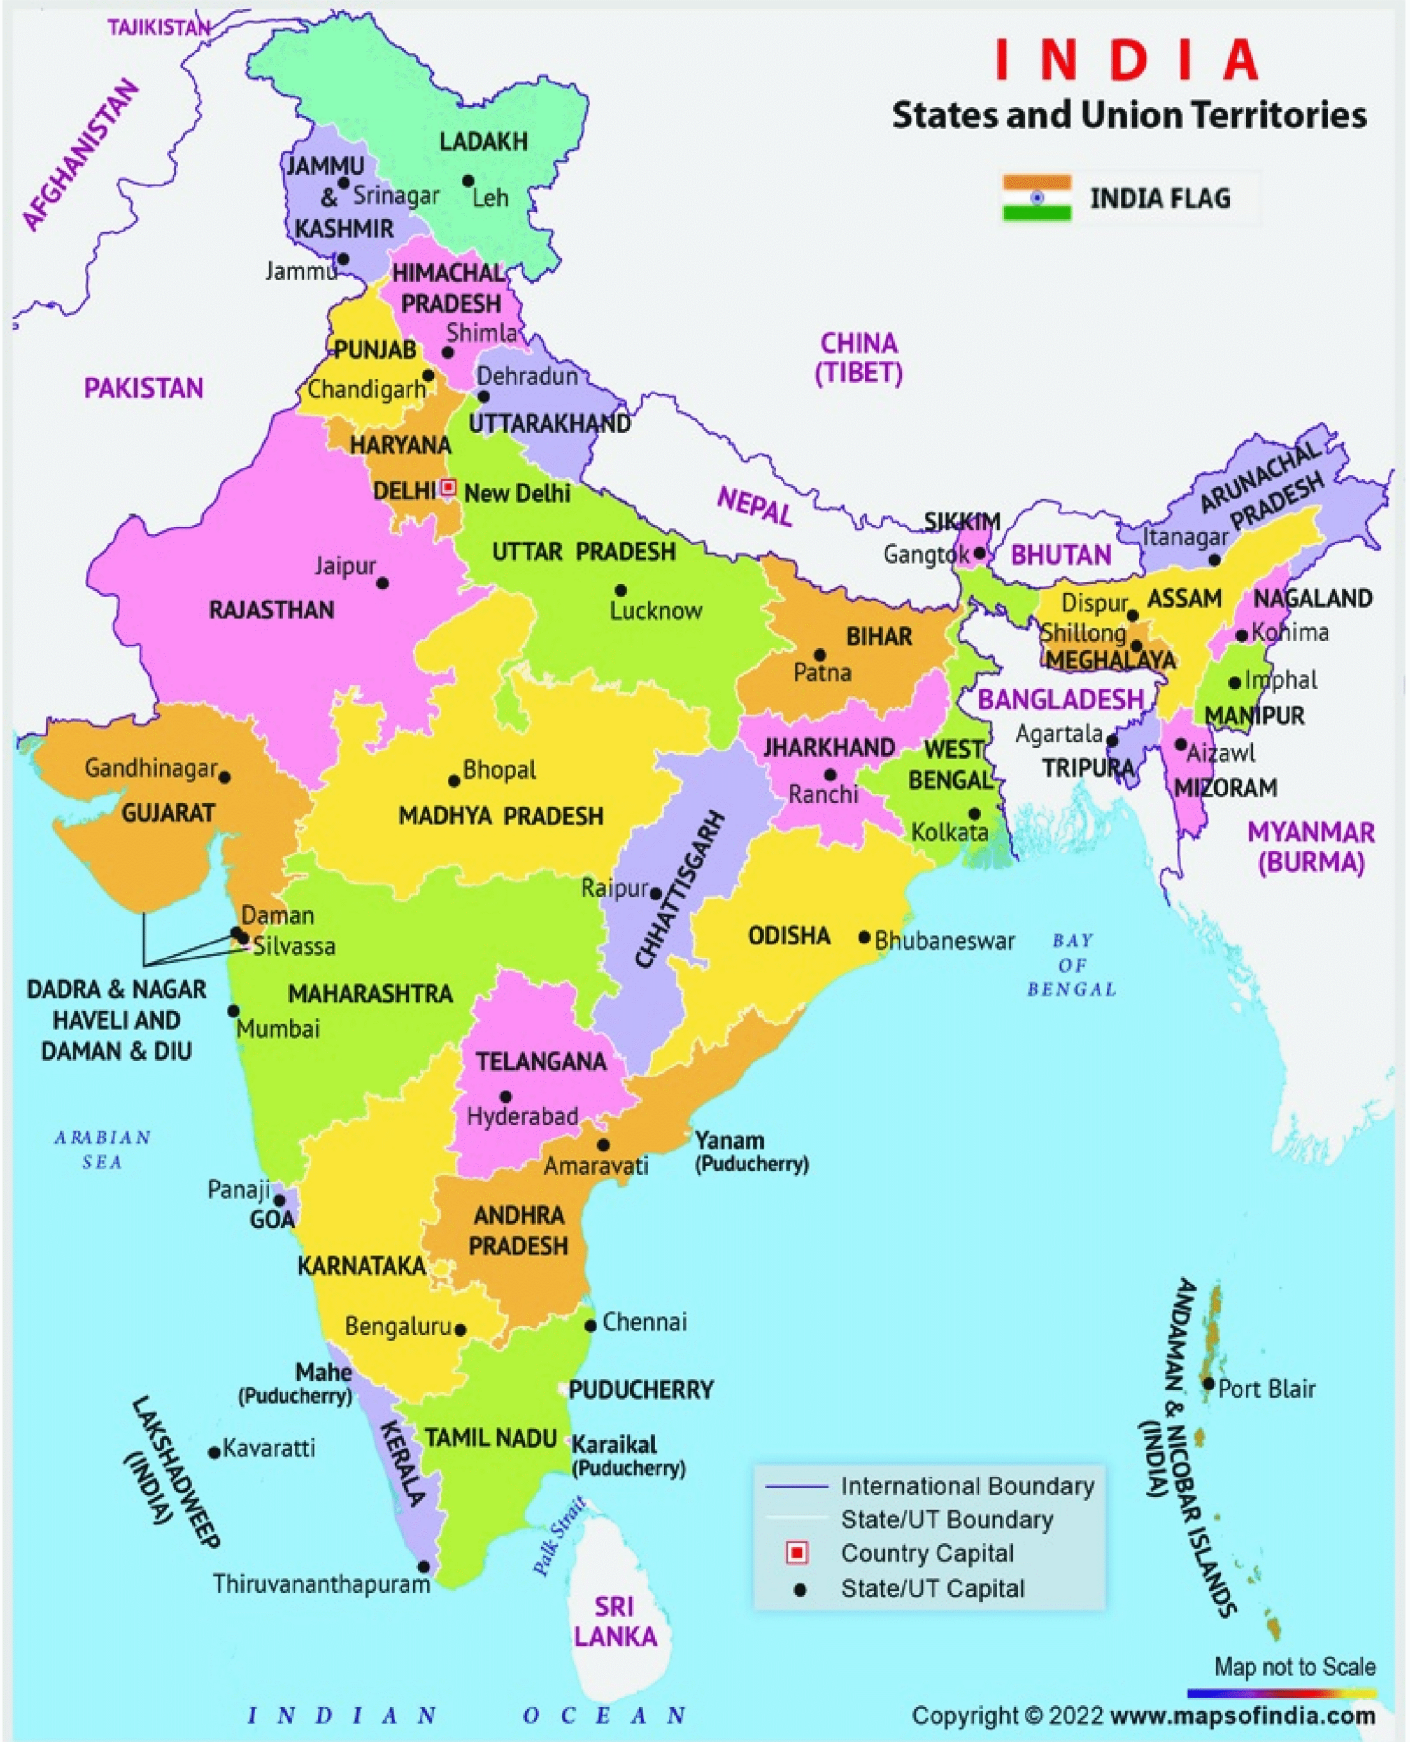 TAJIKISTAN
INDIA
States and Union Territories
AFGHANISTAN
LADAKH
JAMMU
&
KASHMIR
Srinagar
Leh
INDIA FLAG
Jammu
HIMACHAL
PRADESH
Shimla
PUNJAB
CHINA
(TIBET)
PAKISTAN
Chandigarh
Dehradun
UTTARAKHAND
HARYANA
DELHI
New Delhi
NEPAL
SIKKIM
Gangtok
BHUTAN
ARUNACHAL
PRADESH
Itanagar
UTTAR PRADESH
Jaipur
Lucknow
RAJASTHAN
BIHAR
Patna
Dispur
ASSAM
NAGALAND
Shillong
Kohima
MEGHALAYA
Imphal
BANGLADESH
MANIPUR
Agartala
Aizawl
TRIPURA
MIZORAM
JHARKHAND
Ranchi
WEST
BENGAL
Kolkata
Gandhinagar
GUJARAT
Bhopal
MADHYA PRADESH
MYANMAR
(BURMA)
CHHATTISGARH
Raipur
Daman
Silvassa
ODISHA
Bhubaneswar
BAY
OF
BENGAL
DADRA & NAGAR
HAVELI AND
DAMAN & DIU
MAHARASHTRA
Mumbai
TELANGANA
Hyderabad
ARABIAN
SEA
Amaravati
Yanam
(Puducherry)
Panaji
GOA
ANDHRA
PRADESH
KARNATAKA
Bengaluru
Chennai
Mahe
(Puducherry)
PUDUCHERRY
LAKSHADWEEP
(INDIA)
Kavaratti
KERALA
TAMIL NADU
Karaikal
(Puducherry)
ANDAMAN & NICOBAR ISLANDS
(INDIA)
Port Blair
Palk Strait
Thiruvananthapuram
SRI
LANKA
International Boundary
State/UT Boundary
Country Capital
State/UT Capital
Map not to Scale
INDIAN OCEAN
Copyright © 2022 www.mapsofindia.com